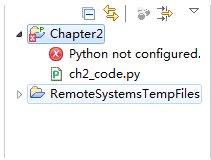 Chapter2
Python not configured.
ch2_code.py
RemoteSystemsTempFiles